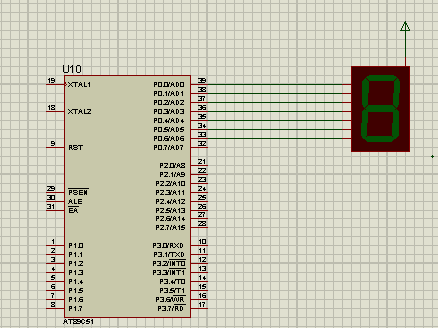 U10
19 XTAL1 P0.0/AD0 39
P0.1/AD1 38
P0.2/AD2 37
18 XTAL2 P0.3/AD3 36
P0.4/AD4 35
P0.5/AD5 34
P0.6/AD6 33
9 RST P0.7/AD7 32
P2.0/A8 21
P2.1/A9 22
P2.2/A10 23
29 PSEN P2.3/A11 24
30 ALE P2.4/A12 25
31 EA P2.5/A13 26
P2.6/A14 27
P2.7/A15 28
1 P1.0 P3.0/RXD 10
2 P1.1 P3.1/TXD 11
3 P1.2 P3.2/INT0 12
4 P1.3 P3.3/INT1 13
5 P1.4 P3.4/T0 14
6 P1.5 P3.5/T1 15
7 P1.6 P3.6/WR 16
8 P1.7 P3.7/RD 17
AT89C51